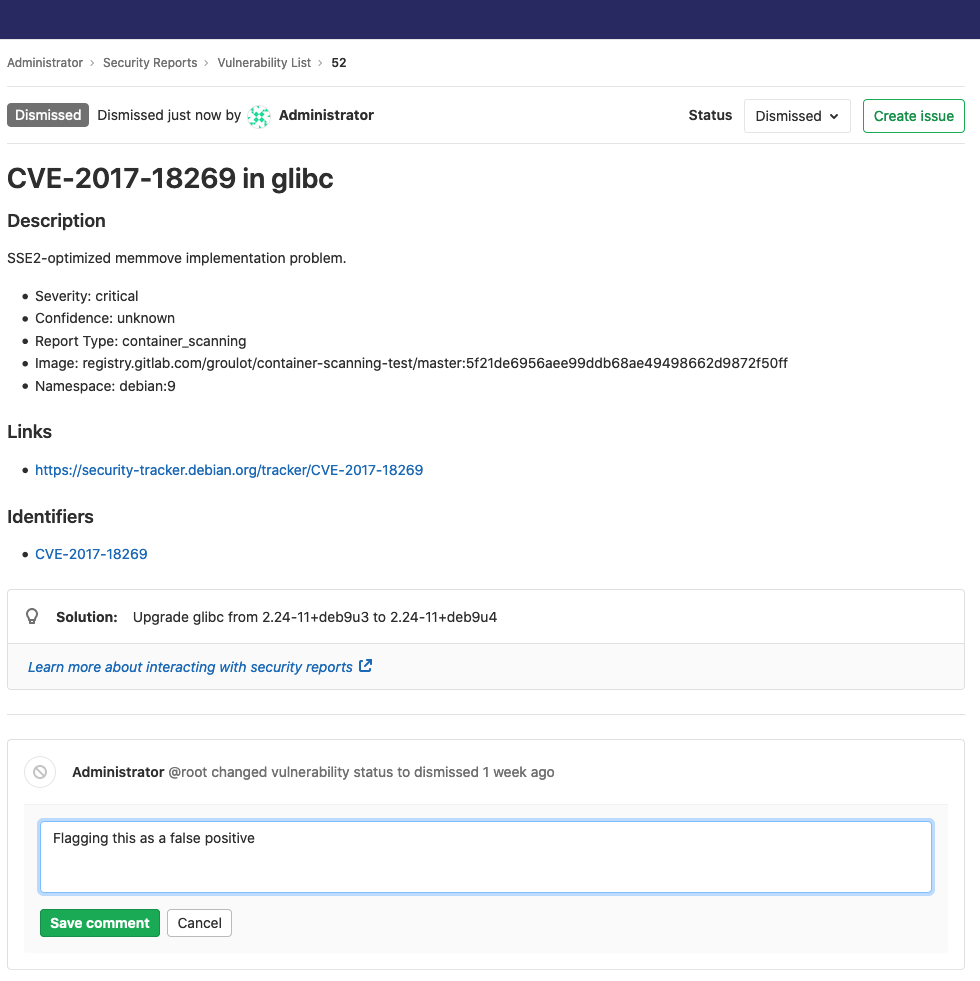 Administrator › Security Reports › Vulnerability List › 52
Dismissed Dismissed just now by Administrator Status Dismissed Create issue
CVE-2017-18269 in glibc
Description
SSE2-optimized memmove implementation problem.
• Severity: critical
• Confidence: unknown
• Report Type: container_scanning
• Image: registry.gitlab.com/groulot/container-scanning-test/master:5f21de6956aee99ddb68ae49498662d9872f50ff
• Namespace: debian:9
Links
• https://security-tracker.debian.org/tracker/CVE-2017-18269
Identifiers
• CVE-2017-18269
Solution: Upgrade glibc from 2.24-11+deb9u3 to 2.24-11+deb9u4
Learn more about interacting with security reports
Administrator @root changed vulnerability status to dismissed 1 week ago
Flagging this as a false positive
Save comment Cancel